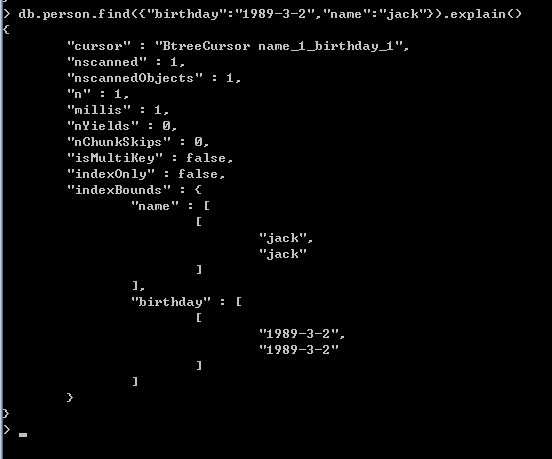 > db.person.find({"birthday":"1989-3-2","name":"jack"}).explain()
{
        "cursor" : "BtreeCursor name_1_birthday_1",
        "nscanned" : 1,
        "nscannedObjects" : 1,
        "n" : 1,
        "millis" : 1,
        "nYields" : 0,
        "nChunkSkips" : 0,
        "isMultiKey" : false,
        "indexOnly" : false,
        "indexBounds" : {
                "name" : [
                        [
                                "jack",
                                "jack"
                        ]
                ],
                "birthday" : [
                        [
                                "1989-3-2",
                                "1989-3-2"
                        ]
                ]
        }
}
> _